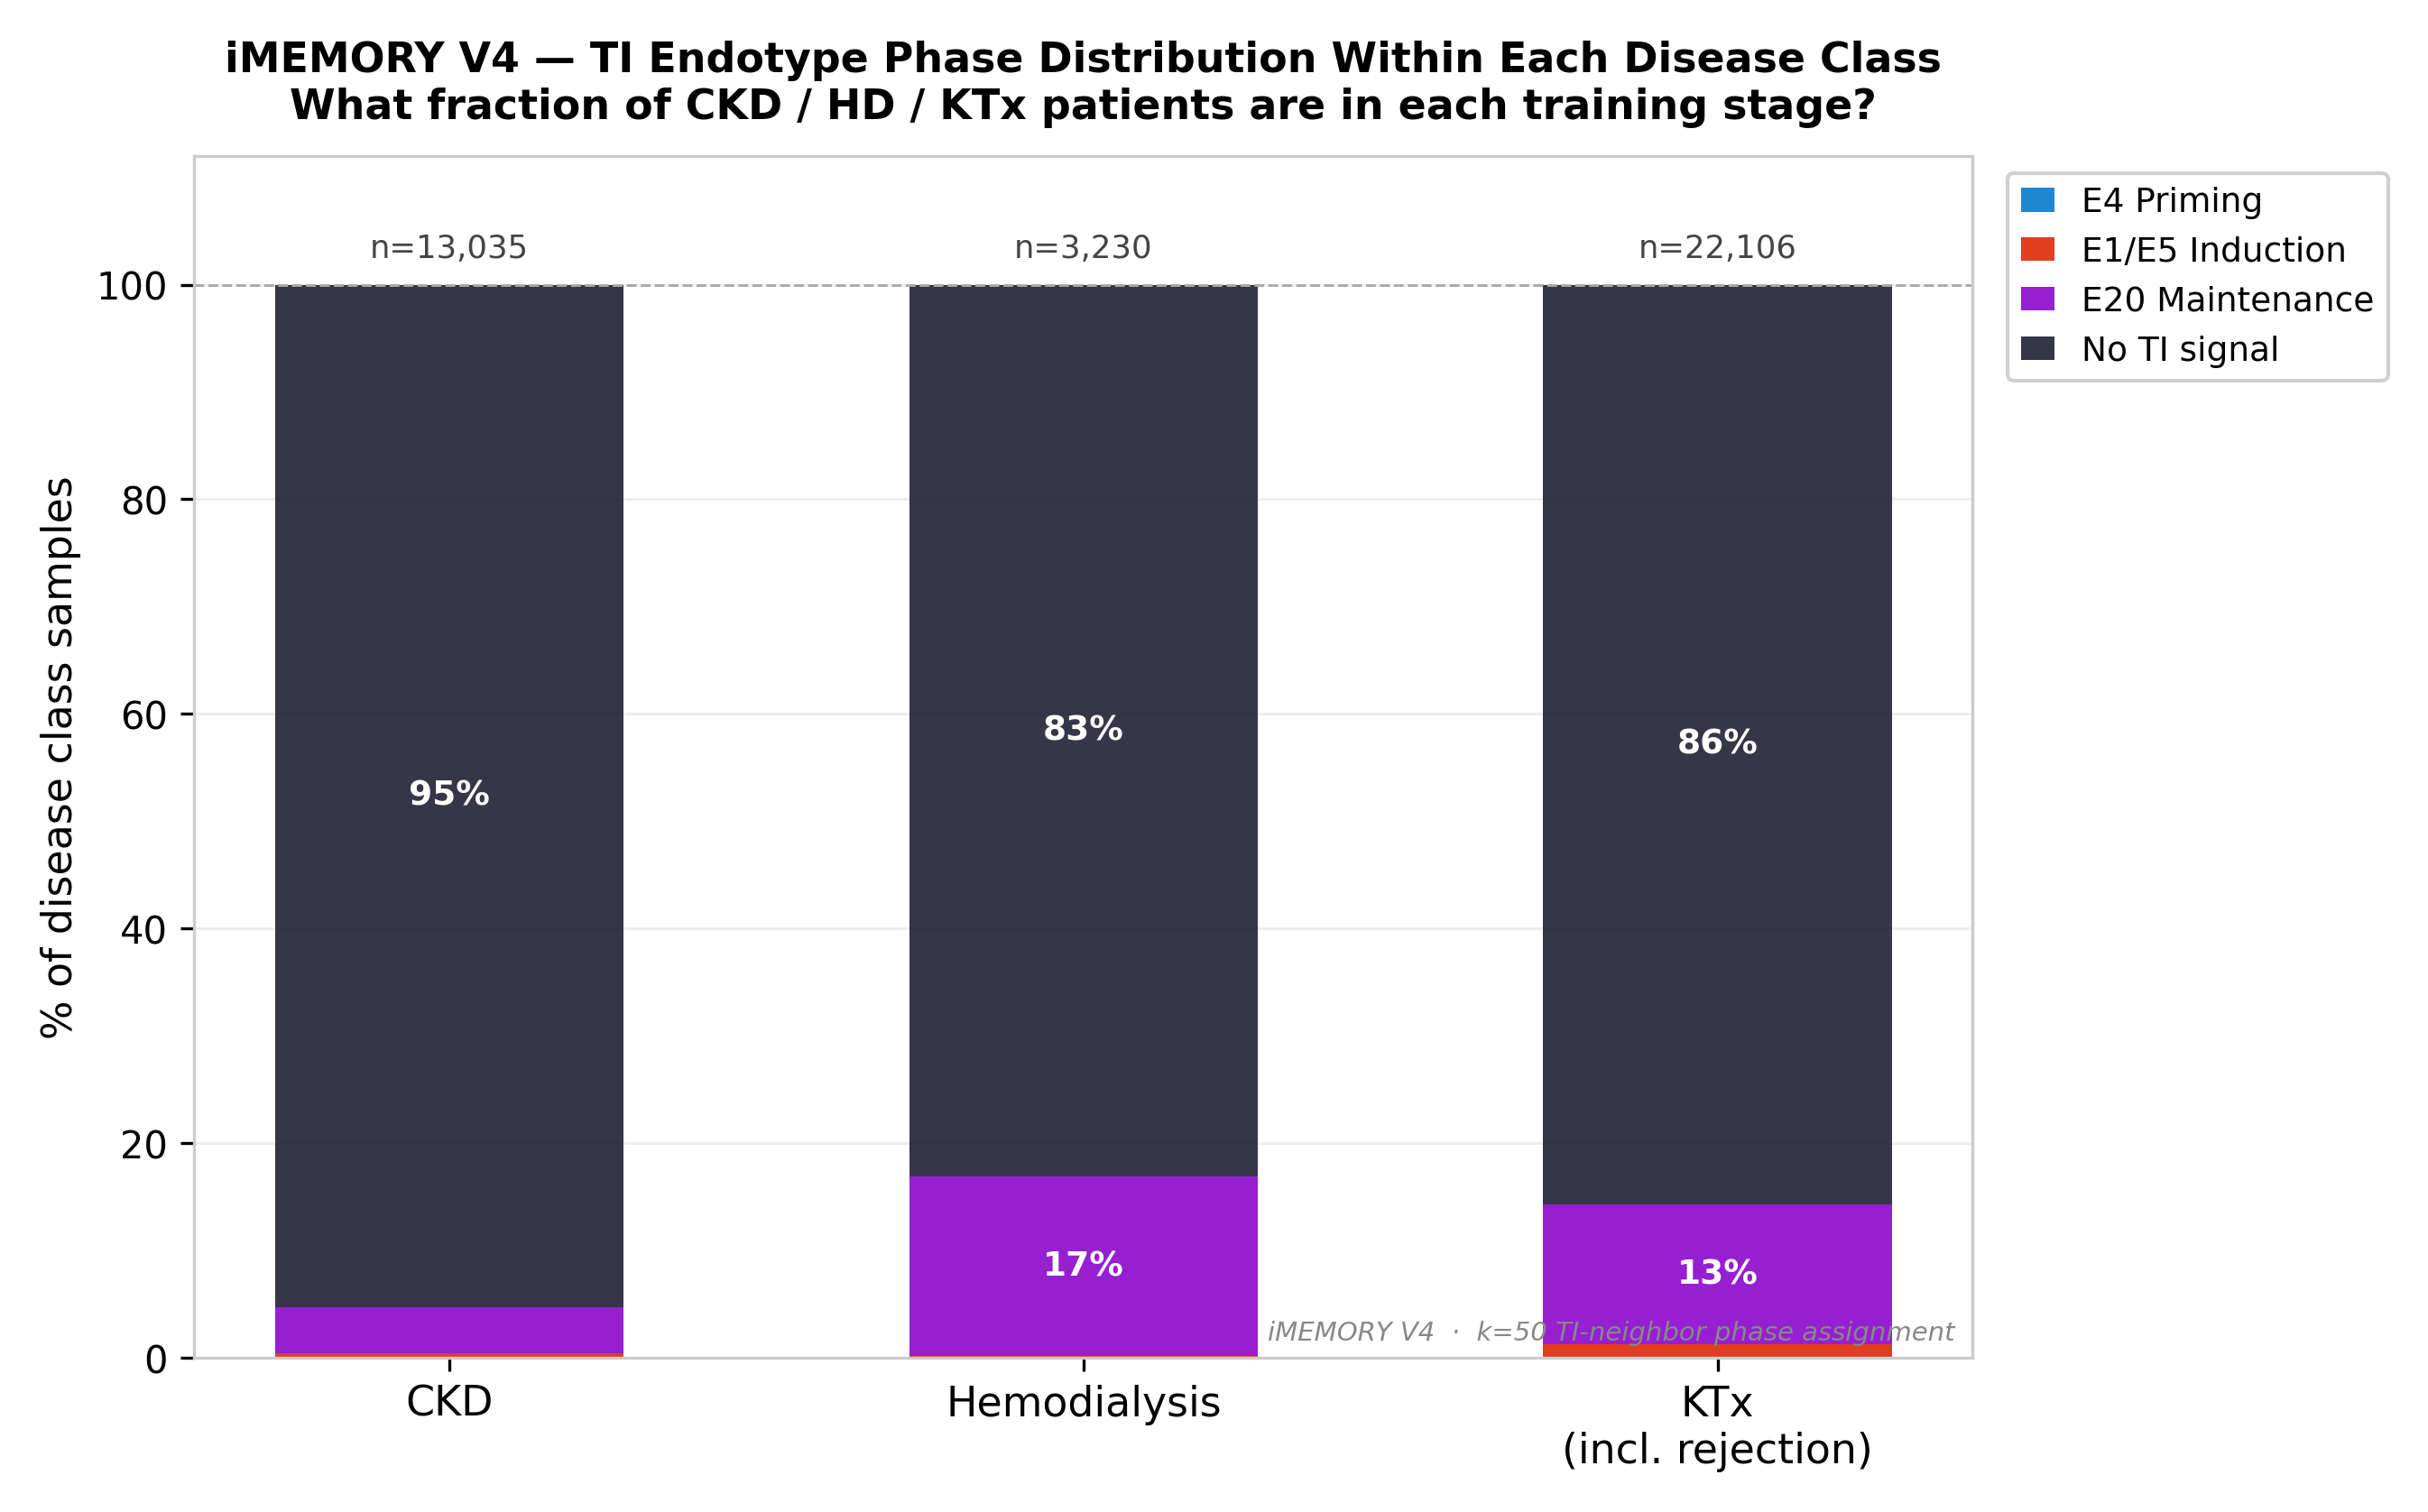 iMEMORY V4 — TI Endotype Phase Distribution Within Each Disease Class
What fraction of CKD / HD / KTx patients are in each training stage?
E4 Priming
E1/E5 Induction
E20 Maintenance
No TI signal
n=13,035
n=3,230
n=22,106
% of disease class samples
100
80
60
40
20
0
95%
83%
86%
17%
13%
iMEMORY V4 · k=50 TI-neighbor phase assignment
CKD
Hemodialysis
KTx
(incl. rejection)